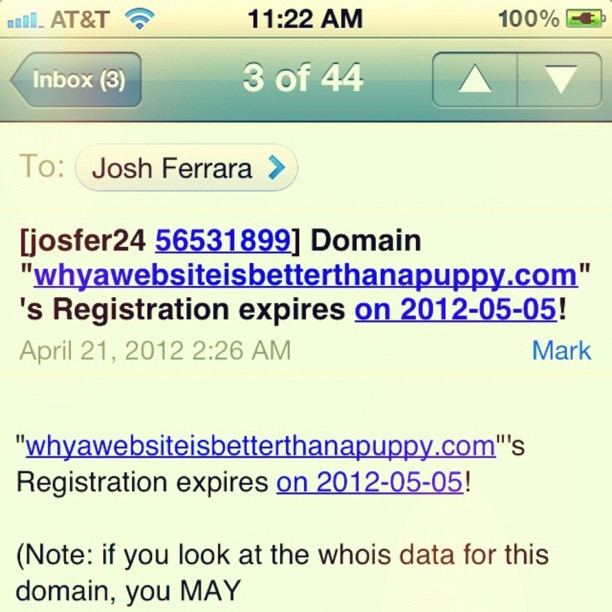 AT&T 11:22 AM 100%
Inbox (3) 3 of 44
To: Josh Ferrara
[josfer24 56531899] Domain
"whyawebsiteisbetterthanapuppy.com"
's Registration expires on 2012-05-05!
April 21, 2012 2:26 AM Mark
"whyawebsiteisbetterthanapuppy.com"'s
Registration expires on 2012-05-05!
(Note: if you look at the whois data for this
domain, you MAY